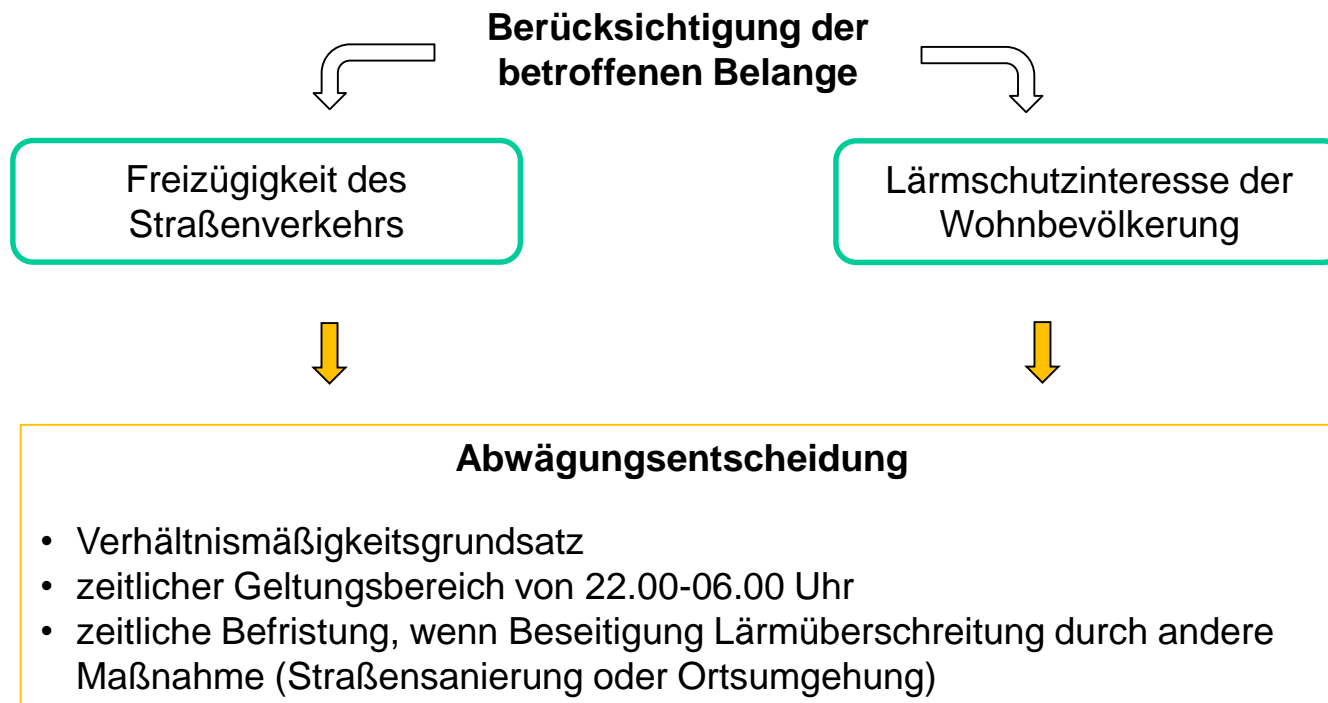 Berücksichtigung der
betroffenen Belange
Freizügigkeit des
Straßenverkehrs
Lärmschutzinteresse der
Wohnbevölkerung
Abwägungsentscheidung
• Verhältnismäßigkeitsgrundsatz
• zeitlicher Geltungsbereich von 22.00-06.00 Uhr
• zeitliche Befristung, wenn Beseitigung Lärmüberschreitung durch andere
Maßnahme (Straßensanierung oder Ortsumgehung)